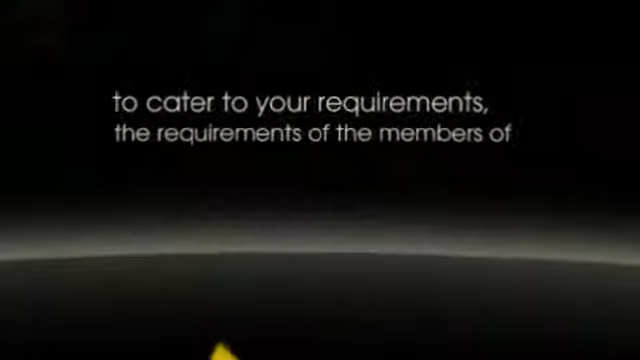 to cater to your requirements,
the requirements of the members of